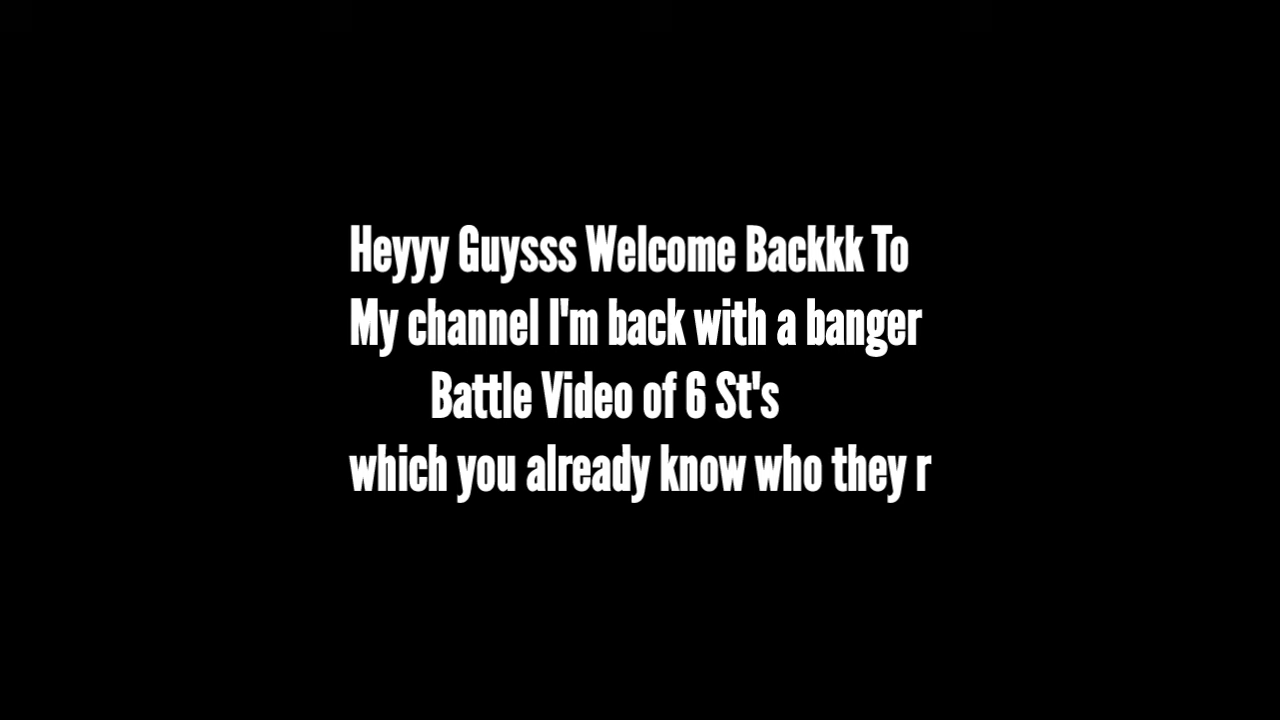 Heyyy Guysss Welcome Backkk To
My channel I'm back with a banger
Battle Video of 6 St's
which you already know who they r